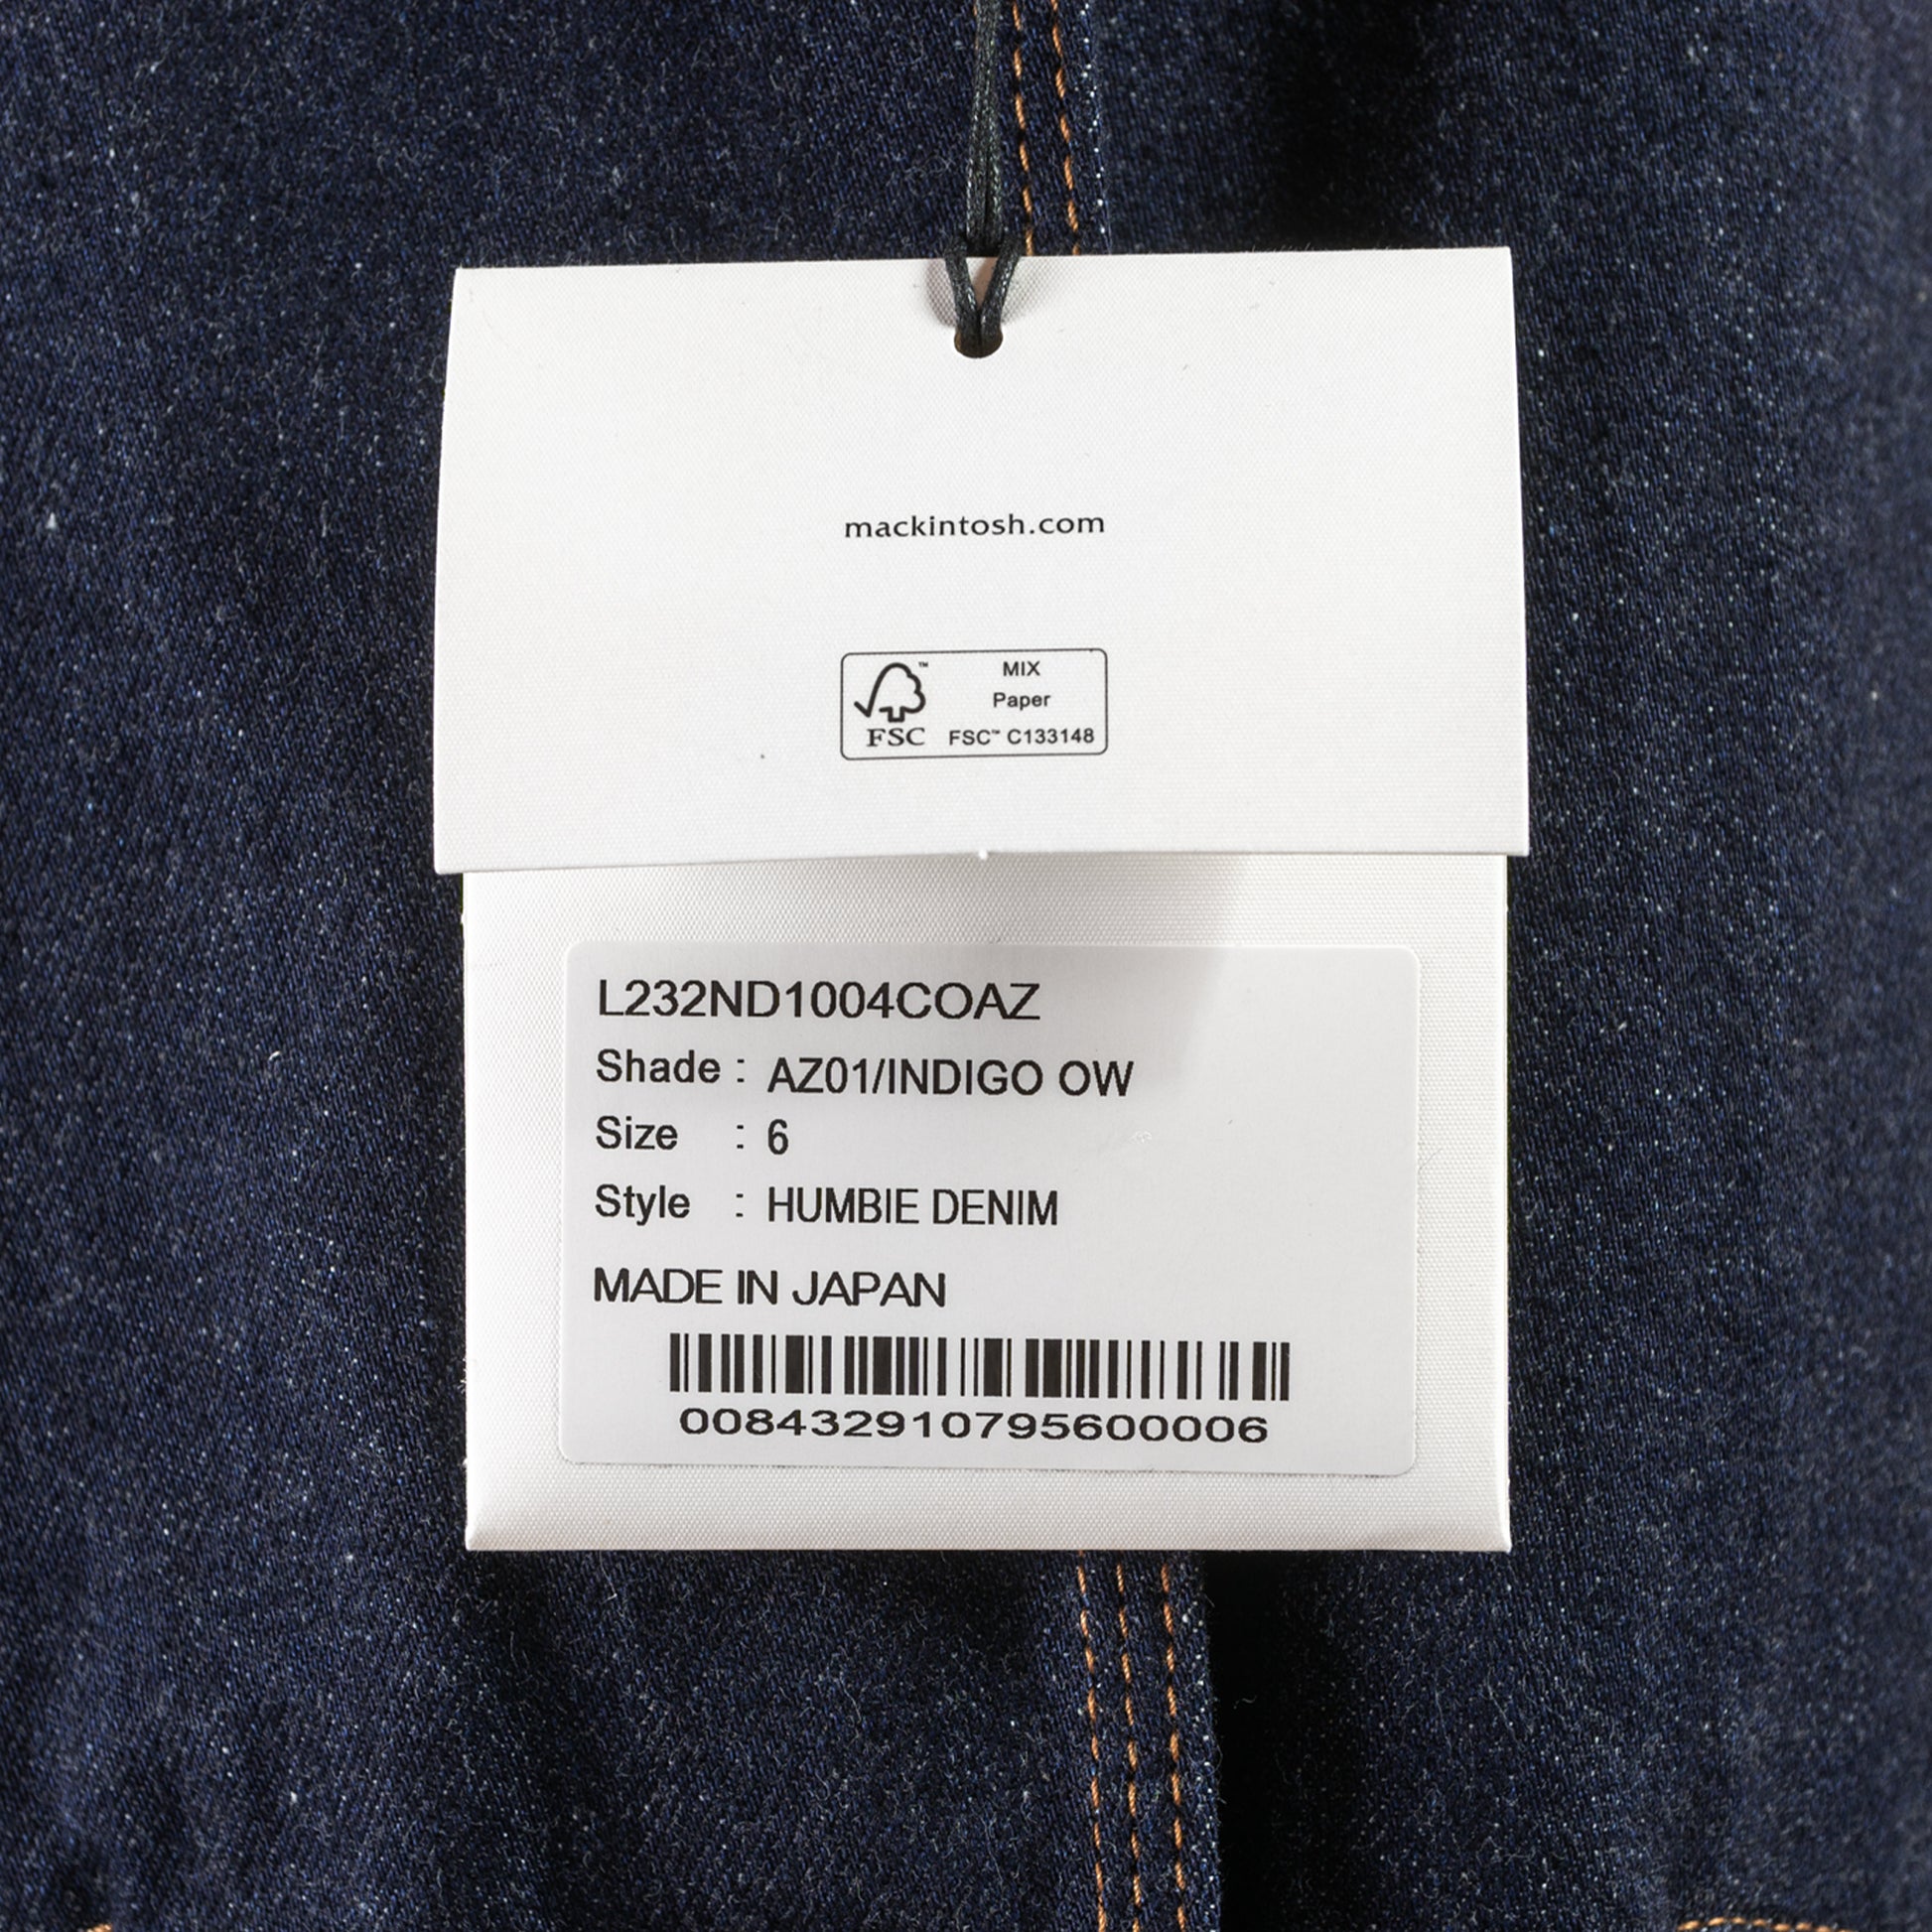 mackintosh.com
™
FSC
MIX
Paper
FSC™ C133148
L232ND1004COAZ
Shade : AZ01/INDIGO OW
Size : 6
Style : HUMBIE DENIM
MADE IN JAPAN
008432910795600006